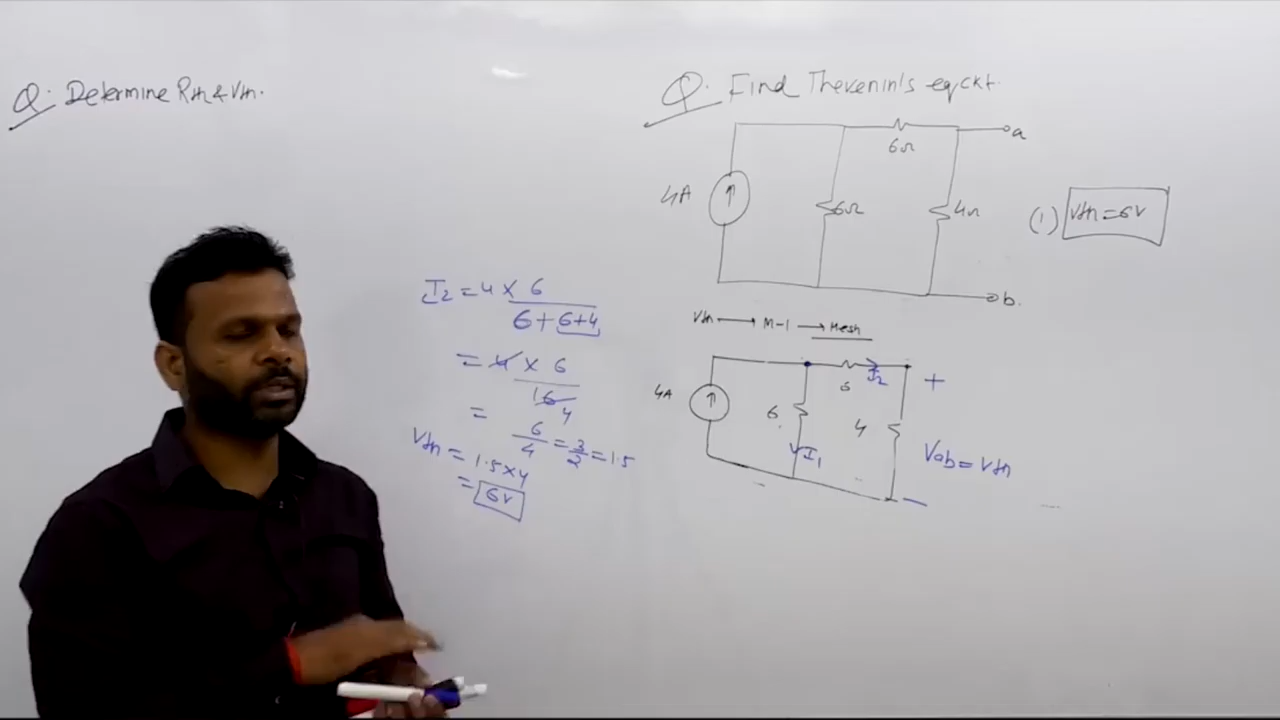 Q. Determine Rth & Vth.
Q. Find Thevenin's eqckt.
a
6Ω
4A
6Ω
4Ω
(1) Vth = 6V
b.
Vth → M-1 → Mesh
I2 = 4 × 6
6 + 6+4
= 4 × 6
16 4
= 6/4 = 3/2 = 1.5
Vth = 1.5×4
= 6V
4A
6
I2
+
6
4
I1
Vab = Vth
−